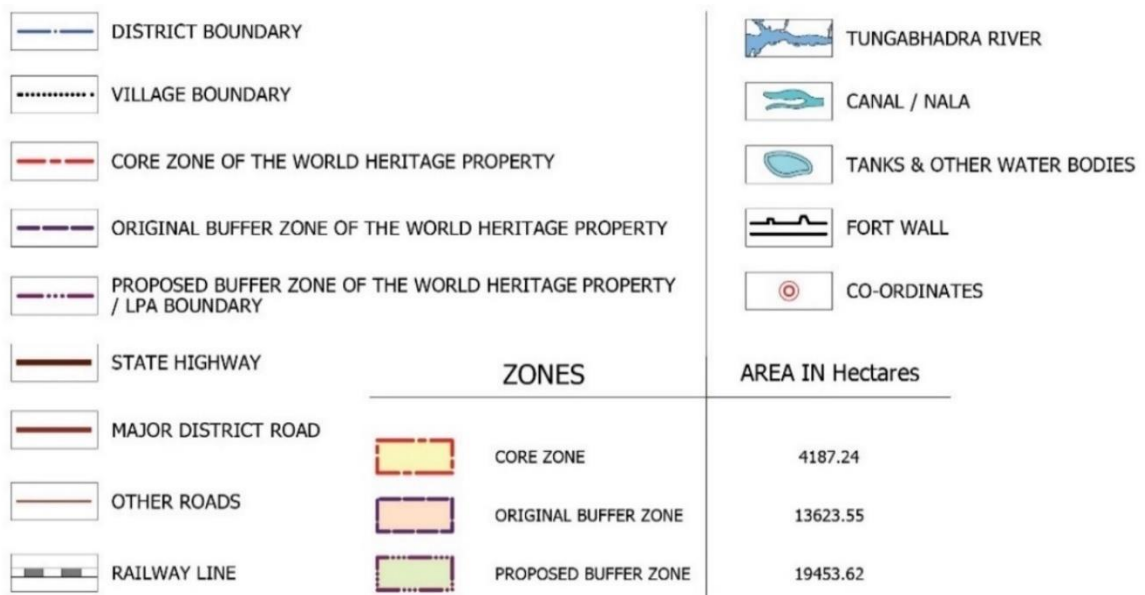 DISTRICT BOUNDARY
VILLAGE BOUNDARY
CORE ZONE OF THE WORLD HERITAGE PROPERTY
ORIGINAL BUFFER ZONE OF THE WORLD HERITAGE PROPERTY
PROPOSED BUFFER ZONE OF THE WORLD HERITAGE PROPERTY
/ LPA BOUNDARY
STATE HIGHWAY
MAJOR DISTRICT ROAD
OTHER ROADS
RAILWAY LINE
TUNGABHADRA RIVER
CANAL / NALA
TANKS & OTHER WATER BODIES
FORT WALL
CO-ORDINATES
ZONES AREA IN Hectares
CORE ZONE 4187.24
ORIGINAL BUFFER ZONE 13623.55
PROPOSED BUFFER ZONE 19453.62